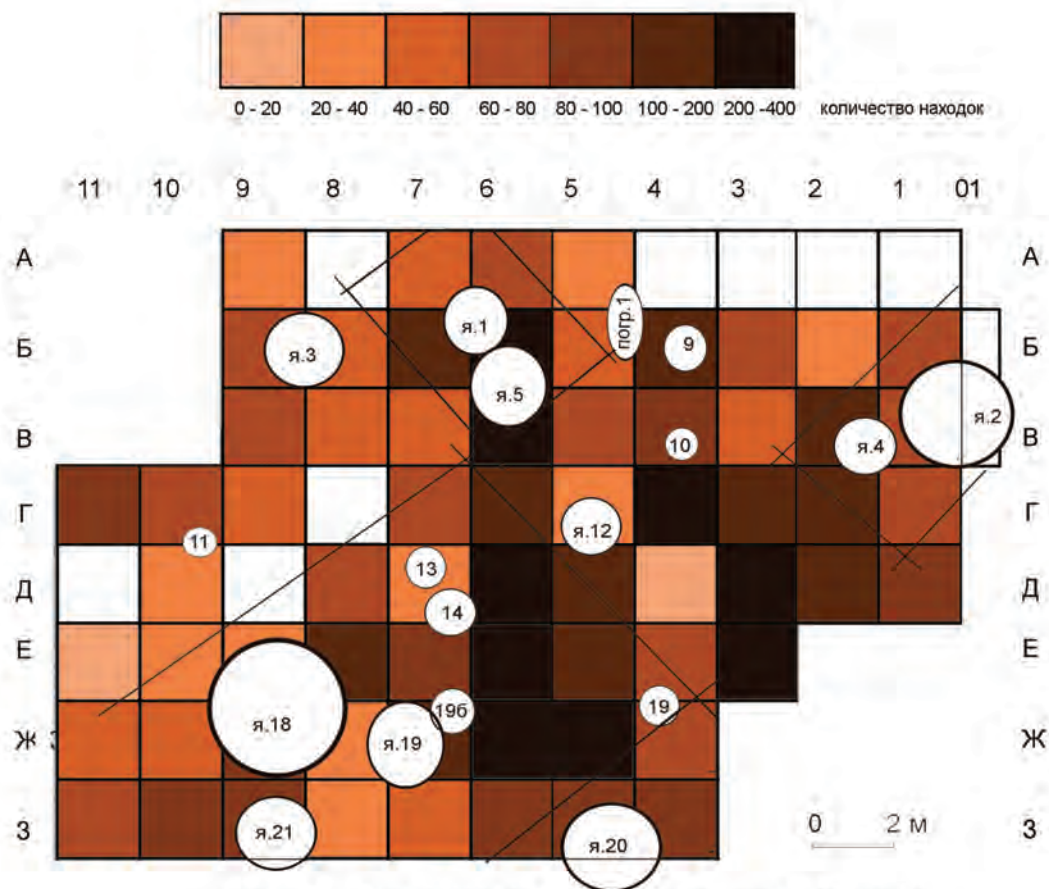 0 - 20 20 - 40 40 - 60 60 - 80 80 - 100 100 - 200 200 -400 количество находок
11 10 9 8 7 6 5 4 3 2 1 01
А А
Б я.3 я.1 погр.1 9 Б
я.5
В 10 я.4 я.2 В
Г я.12 Г
11
Д 13 Д
14
Е Е
19б 19
Ж я.18 я.19 Ж
0 2 м
З я.21 я.20 З